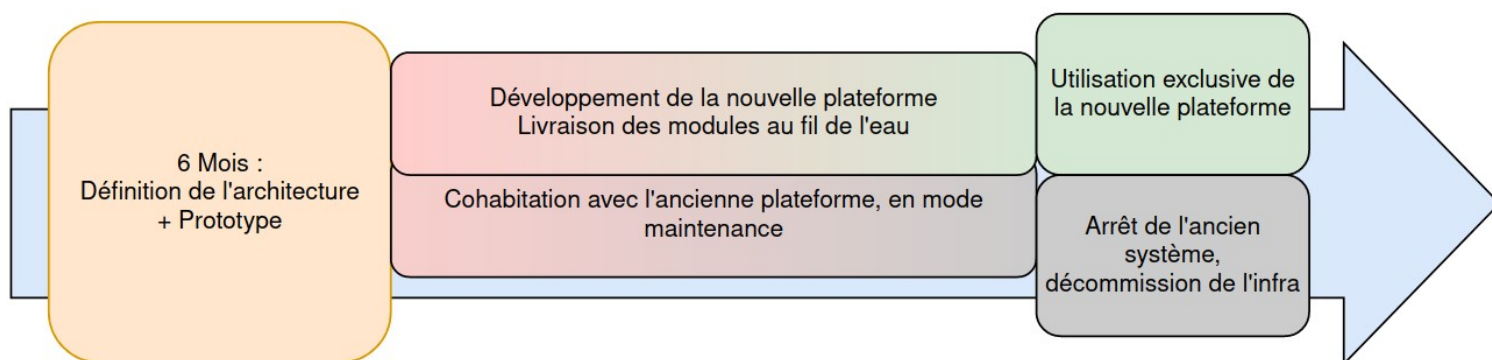 6 Mois :
Définition de l'architecture
+ Prototype
Développement de la nouvelle plateforme
Livraison des modules au fil de l'eau
Cohabitation avec l'ancienne plateforme, en mode
maintenance
Utilisation exclusive de
la nouvelle plateforme
Arrêt de l'ancien
système,
décommission de l'infra